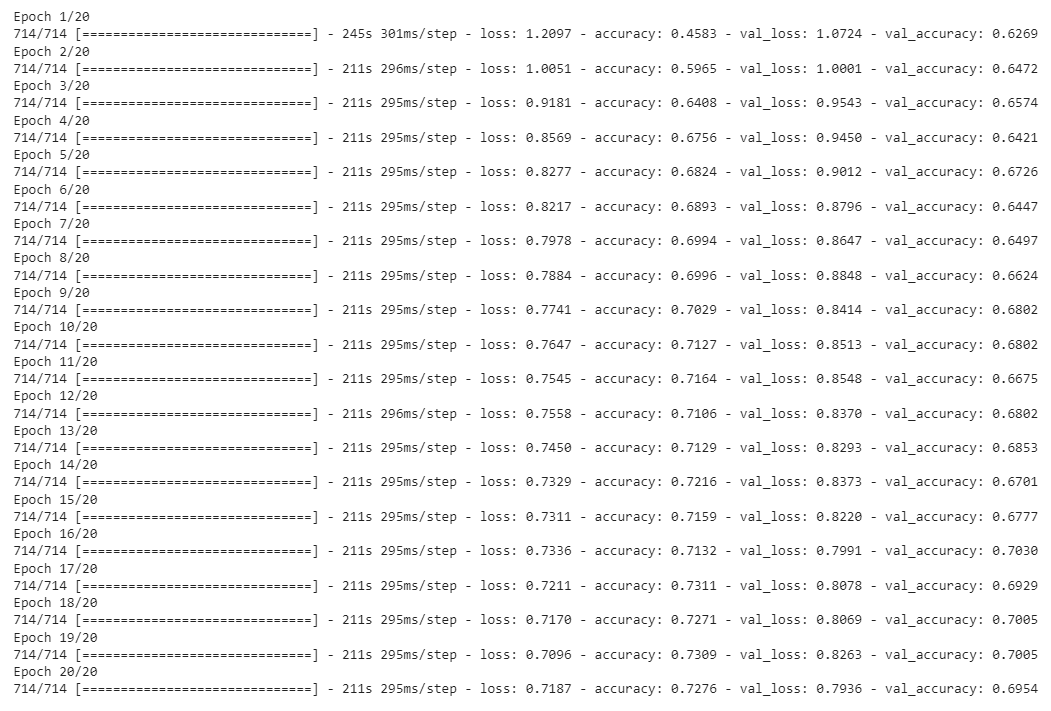 Epoch 1/20
714/714 [==============================] - 245s 301ms/step - loss: 1.2097 - accuracy: 0.4583 - val_loss: 1.0724 - val_accuracy: 0.6269
Epoch 2/20
714/714 [==============================] - 211s 296ms/step - loss: 1.0051 - accuracy: 0.5965 - val_loss: 1.0001 - val_accuracy: 0.6472
Epoch 3/20
714/714 [==============================] - 211s 295ms/step - loss: 0.9181 - accuracy: 0.6408 - val_loss: 0.9543 - val_accuracy: 0.6574
Epoch 4/20
714/714 [==============================] - 211s 295ms/step - loss: 0.8569 - accuracy: 0.6756 - val_loss: 0.9450 - val_accuracy: 0.6421
Epoch 5/20
714/714 [==============================] - 211s 295ms/step - loss: 0.8277 - accuracy: 0.6824 - val_loss: 0.9012 - val_accuracy: 0.6726
Epoch 6/20
714/714 [==============================] - 211s 295ms/step - loss: 0.8217 - accuracy: 0.6893 - val_loss: 0.8796 - val_accuracy: 0.6447
Epoch 7/20
714/714 [==============================] - 211s 295ms/step - loss: 0.7978 - accuracy: 0.6994 - val_loss: 0.8647 - val_accuracy: 0.6497
Epoch 8/20
714/714 [==============================] - 211s 295ms/step - loss: 0.7884 - accuracy: 0.6996 - val_loss: 0.8848 - val_accuracy: 0.6624
Epoch 9/20
714/714 [==============================] - 211s 295ms/step - loss: 0.7741 - accuracy: 0.7029 - val_loss: 0.8414 - val_accuracy: 0.6802
Epoch 10/20
714/714 [==============================] - 211s 295ms/step - loss: 0.7647 - accuracy: 0.7127 - val_loss: 0.8513 - val_accuracy: 0.6802
Epoch 11/20
714/714 [==============================] - 211s 295ms/step - loss: 0.7545 - accuracy: 0.7164 - val_loss: 0.8548 - val_accuracy: 0.6675
Epoch 12/20
714/714 [==============================] - 211s 296ms/step - loss: 0.7558 - accuracy: 0.7106 - val_loss: 0.8370 - val_accuracy: 0.6802
Epoch 13/20
714/714 [==============================] - 211s 295ms/step - loss: 0.7450 - accuracy: 0.7129 - val_loss: 0.8293 - val_accuracy: 0.6853
Epoch 14/20
714/714 [==============================] - 211s 295ms/step - loss: 0.7329 - accuracy: 0.7216 - val_loss: 0.8373 - val_accuracy: 0.6701
Epoch 15/20
714/714 [==============================] - 211s 295ms/step - loss: 0.7311 - accuracy: 0.7159 - val_loss: 0.8220 - val_accuracy: 0.6777
Epoch 16/20
714/714 [==============================] - 211s 295ms/step - loss: 0.7336 - accuracy: 0.7132 - val_loss: 0.7991 - val_accuracy: 0.7030
Epoch 17/20
714/714 [==============================] - 211s 295ms/step - loss: 0.7211 - accuracy: 0.7311 - val_loss: 0.8078 - val_accuracy: 0.6929
Epoch 18/20
714/714 [==============================] - 211s 295ms/step - loss: 0.7170 - accuracy: 0.7271 - val_loss: 0.8069 - val_accuracy: 0.7005
Epoch 19/20
714/714 [==============================] - 211s 295ms/step - loss: 0.7096 - accuracy: 0.7309 - val_loss: 0.8263 - val_accuracy: 0.7005
Epoch 20/20
714/714 [==============================] - 211s 295ms/step - loss: 0.7187 - accuracy: 0.7276 - val_loss: 0.7936 - val_accuracy: 0.6954